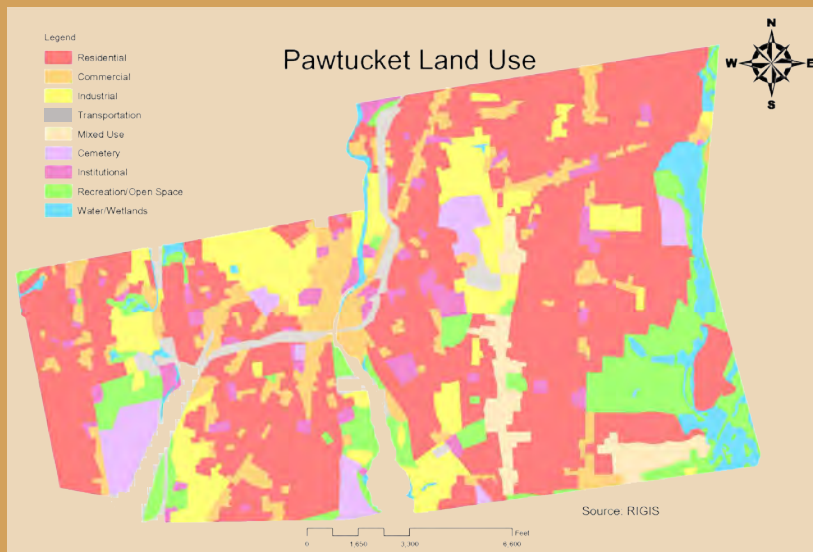 Legend
Residential
Commercial
Industrial
Transportation
Mixed Use
Cemetery
Institutional
Recreation/Open Space
Water/Wetlands
Pawtucket Land Use
N
W E
S
Source: RIGIS
Feet
0 1,650 3,300 6,600